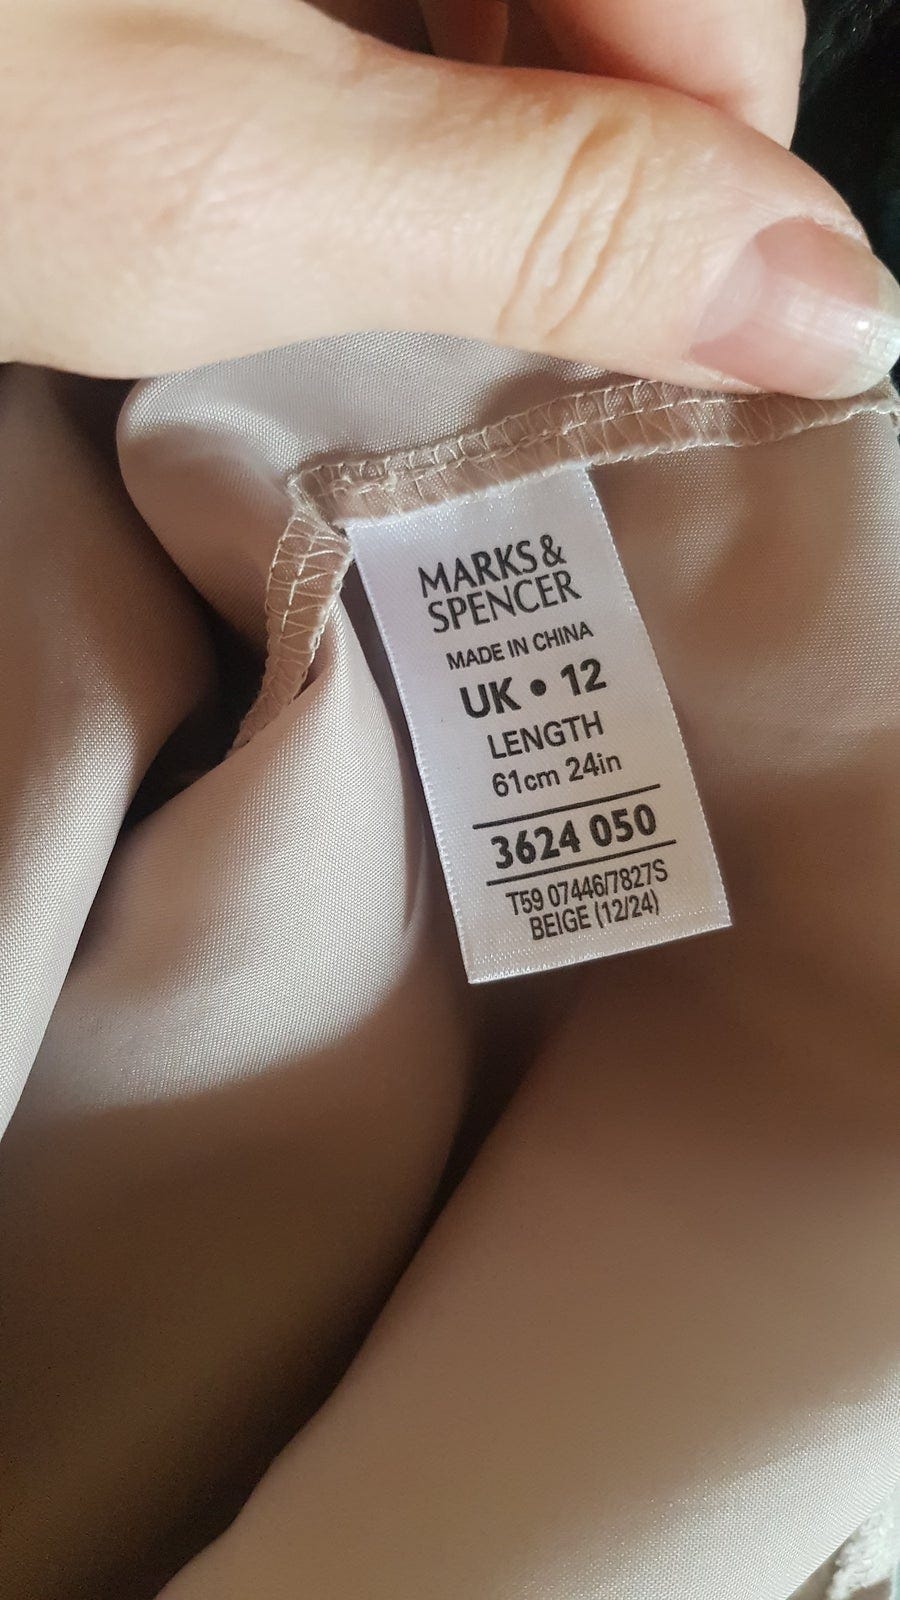 MARKS &
SPENCER
MADE IN CHINA
UK • 12
LENGTH
61cm 24in
3624 050
T59 07446/7827S
BEIGE (12/24)